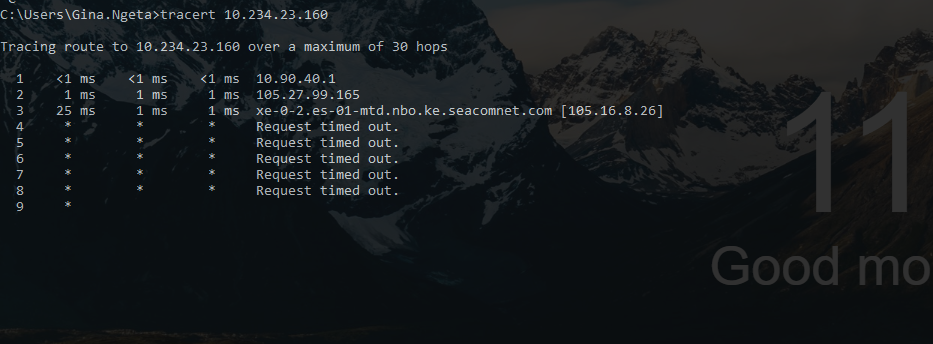 C:\Users\Gina.Ngeta>tracert 10.234.23.160
Tracing route to 10.234.23.160 over a maximum of 30 hops
1 <1 ms <1 ms <1 ms 10.90.40.1
2 1 ms 1 ms 1 ms 105.27.99.165
3 25 ms 1 ms 1 ms xe-0-2.es-01-mtd.nbo.ke.seacomnet.com [105.16.8.26]
4 * * * Request timed out.
5 * * * Request timed out.
6 * * * Request timed out.
7 * * * Request timed out.
8 * * * Request timed out.
9 *
11
Good mo